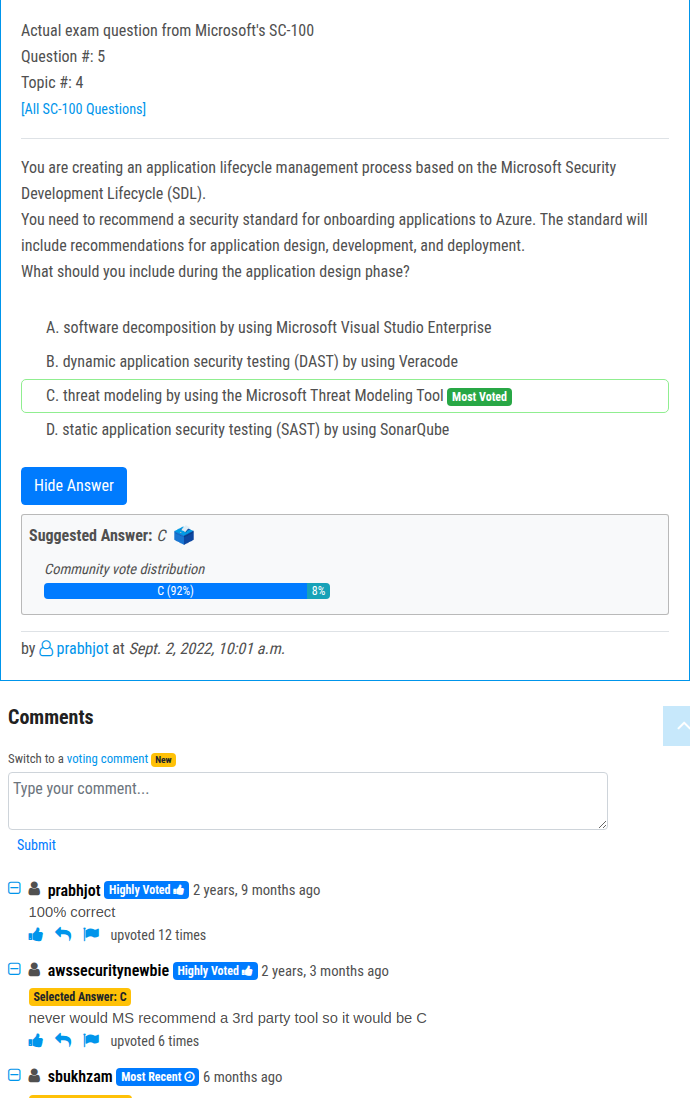 Actual exam question from Microsoft's SC-100
Question #: 5
Topic #: 4
[All SC-100 Questions]
You are creating an application lifecycle management process based on the Microsoft Security
Development Lifecycle (SDL).
You need to recommend a security standard for onboarding applications to Azure. The standard will
include recommendations for application design, development, and deployment.
What should you include during the application design phase?
A. software decomposition by using Microsoft Visual Studio Enterprise
B. dynamic application security testing (DAST) by using Veracode
C. threat modeling by using the Microsoft Threat Modeling Tool Most Voted
D. static application security testing (SAST) by using SonarQube
Hide Answer
Suggested Answer: C
Community vote distribution
C (92%) 8%
by prabhjot at Sept. 2, 2022, 10:01 a.m.
Comments
Switch to a voting comment New
Type your comment...
Submit
prabhjot Highly Voted 2 years, 9 months ago
100% correct
upvoted 12 times
awssecuritynewbie Highly Voted 2 years, 3 months ago
Selected Answer: C
never would MS recommend a 3rd party tool so it would be C
upvoted 6 times
sbukhzam Most Recent 6 months ago